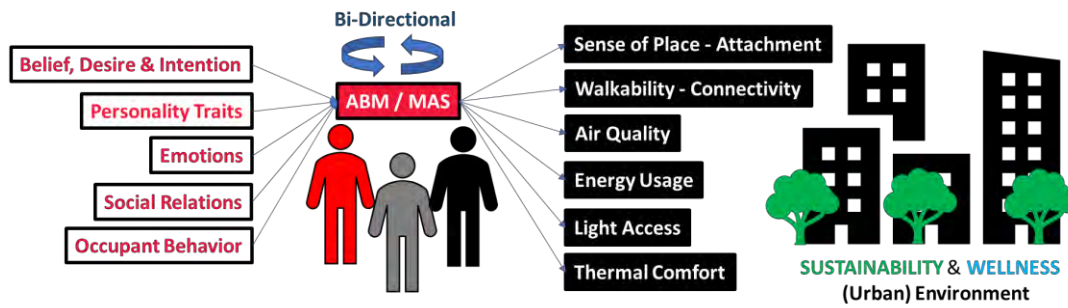 Bi-Directional
Belief, Desire & Intention
Personality Traits
Emotions
Social Relations
Occupant Behavior
ABM / MAS
Sense of Place - Attachment
Walkability - Connectivity
Air Quality
Energy Usage
Light Access
Thermal Comfort
SUSTAINABILITY & WELLNESS
(Urban) Environment